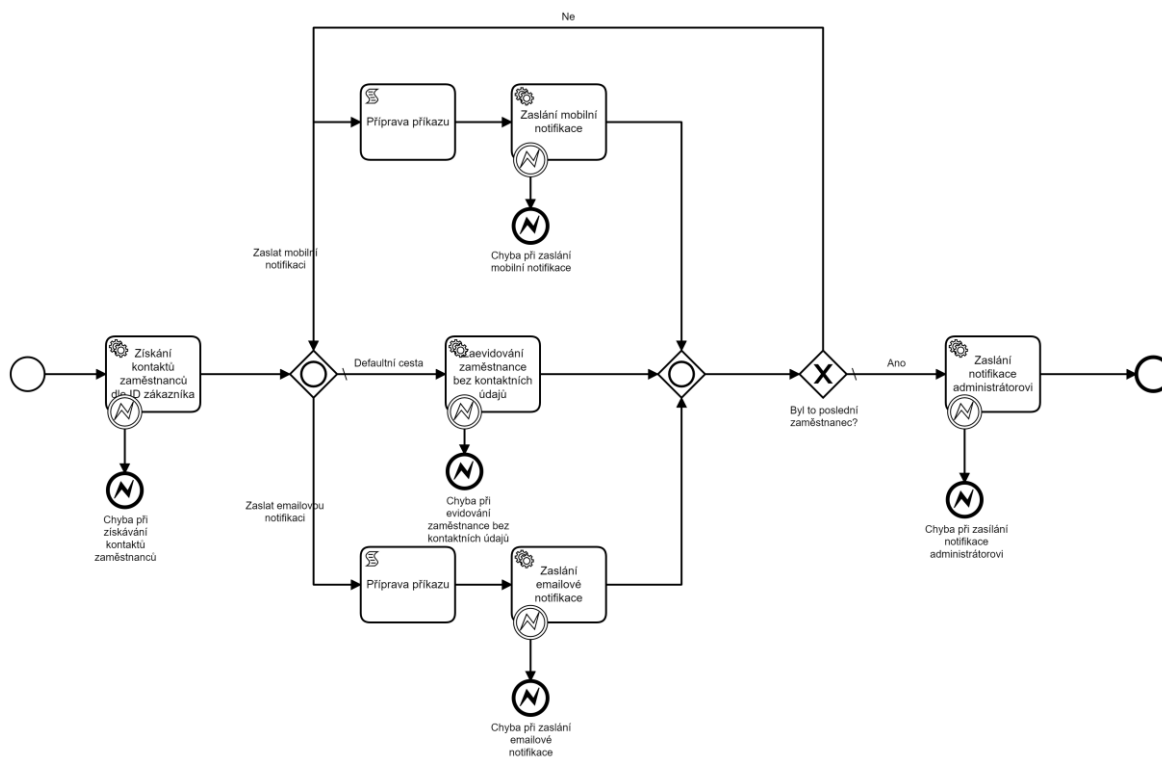 Ne
Příprava příkazu
Zaslání mobilní
notifikace
Chyba při zaslání
mobilní notifikace
Zaslat mobilní
notifikaci
Získání
kontaktů
zaměstnanců
dle ID zákazníka
Chyba při
získávání
kontaktů
zaměstnanců
Defaultní cesta
Zaevidování
zaměstnance
bez kontaktních
údajů
Chyba při
evidování
zaměstnance bez
kontaktních údajů
Byl to poslední
zaměstnanec?
Ano
Zaslání
notifikace
administrátorovi
Chyba při zasílání
notifikace
administrátorovi
Zaslat emailovou
notifikaci
Příprava příkazu
Zaslání
emailové
notifikace
Chyba při zaslání
emailové
notifikace